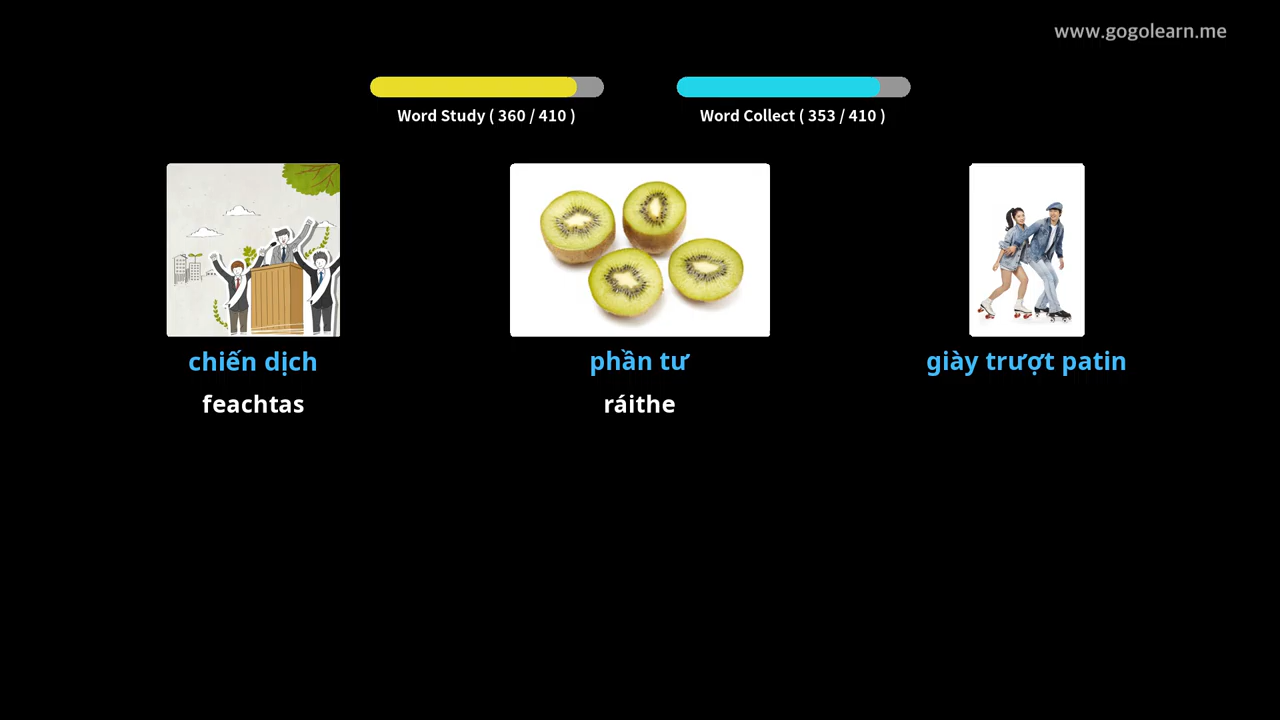 www.gogolearn.me
Word Study ( 360 / 410 )
Word Collect ( 353 / 410 )
chiến dịch
feachtas
phần tư
ráithe
giày trượt patin